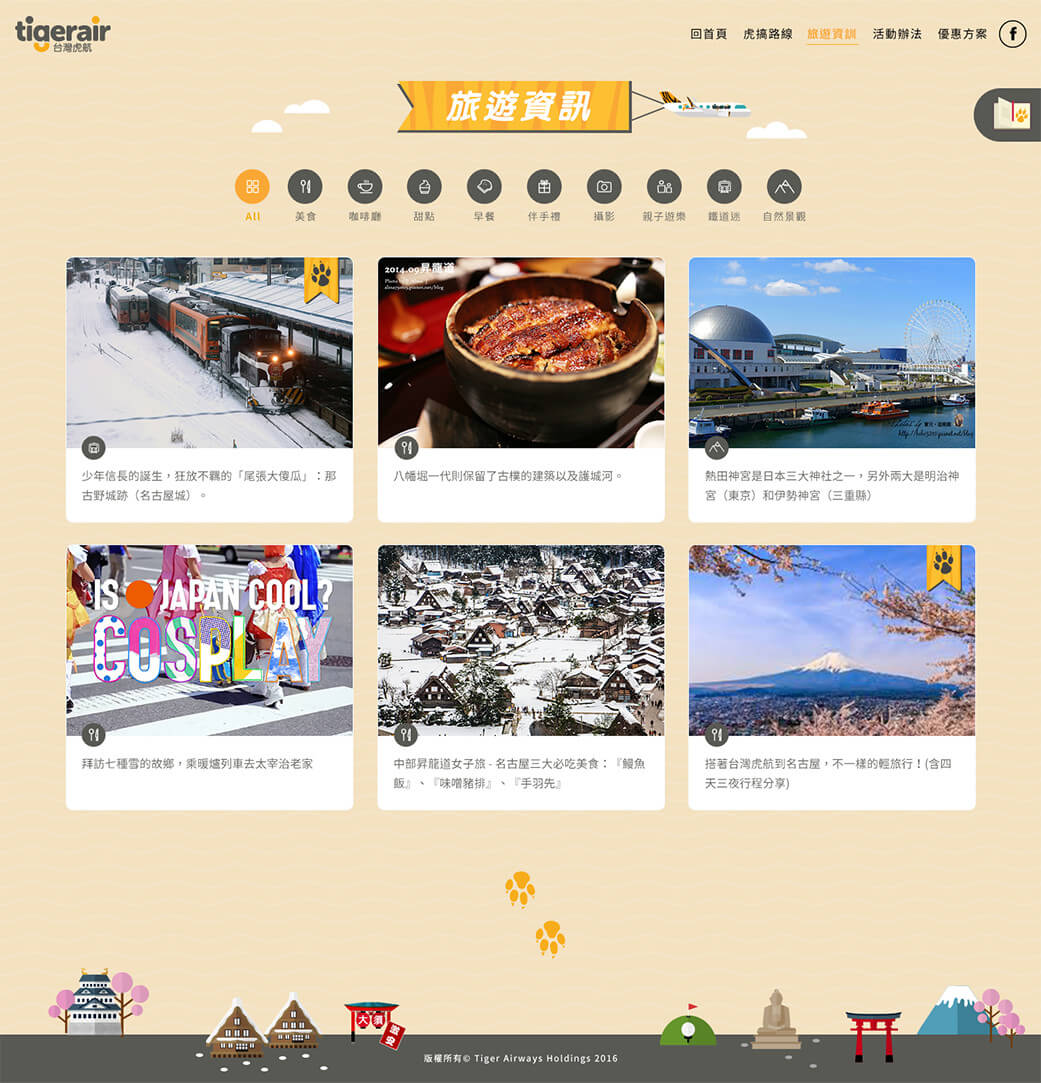 tigerair
台灣虎航
回首頁 虎搞路線 旅遊資訓 活動辦法 優惠方案 f
旅遊資訊
tigerair
All 美食 咖啡廳 甜點 早餐 伴手禮 攝影 親子遊樂 鐵道迷 自然景觀
2014.09昇龍道
少年信長的誕生，狂放不羈的「尾張大傻瓜」：那
古野城跡（名古屋城）。
八幡堀一代則保留了古樸的建築以及護城河。
熱田神宮是日本三大神社之一，另外兩大是明治神
宮（東京）和伊勢神宮（三重縣）
IS JAPAN COOL?
COSPLAY
拜訪七種雪的故鄉，乘暖爐列車去太宰治老家
中部昇龍道女子旅 - 名古屋三大必吃美食：『鰻魚
飯』、『味噌豬排』、『手羽先』
搭著台灣虎航到名古屋，不一樣的輕旅行！(含四
天三夜行程分享)
大須
版權所有© Tiger Airways Holdings 2016